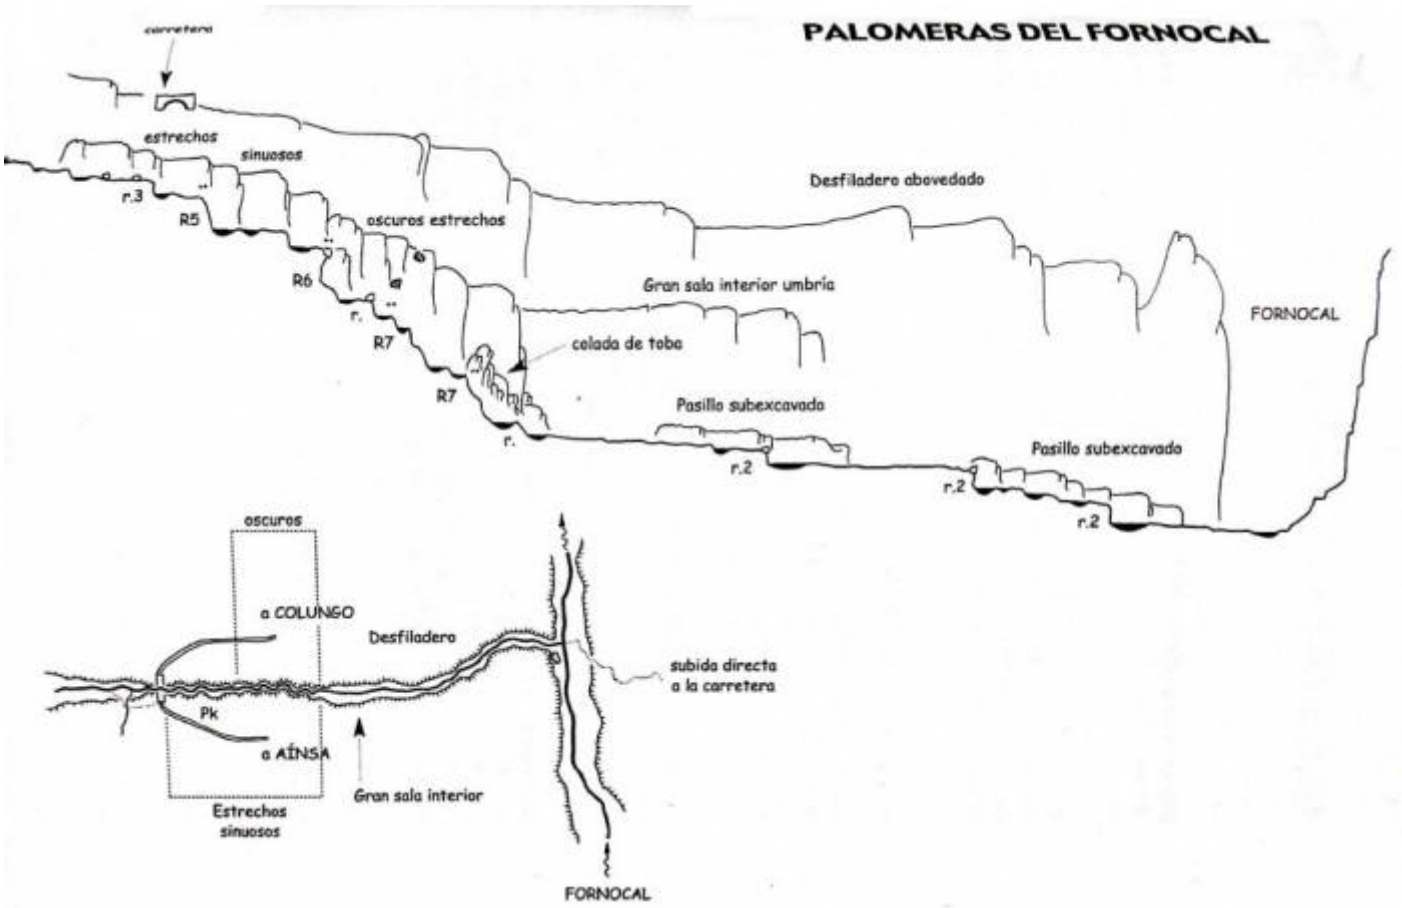 PALOMERAS DEL FORNOCAL
carretera
estrechos
sinuosos
Desfiladero abovedado
r.3
R5
oscuros estrechos
R6
Gran sala interior umbría
FORNOCAL
r.
R7
colada de toba
R7
Pasillo subexcavado
r.
Pasillo subexcavado
r.2
r.2
r.2
oscuros
a COLUNGO
Desfiladero
subida directa
a la carretera
Pk
a AÍNSA
Gran sala interior
Estrechos
sinuosos
FORNOCAL